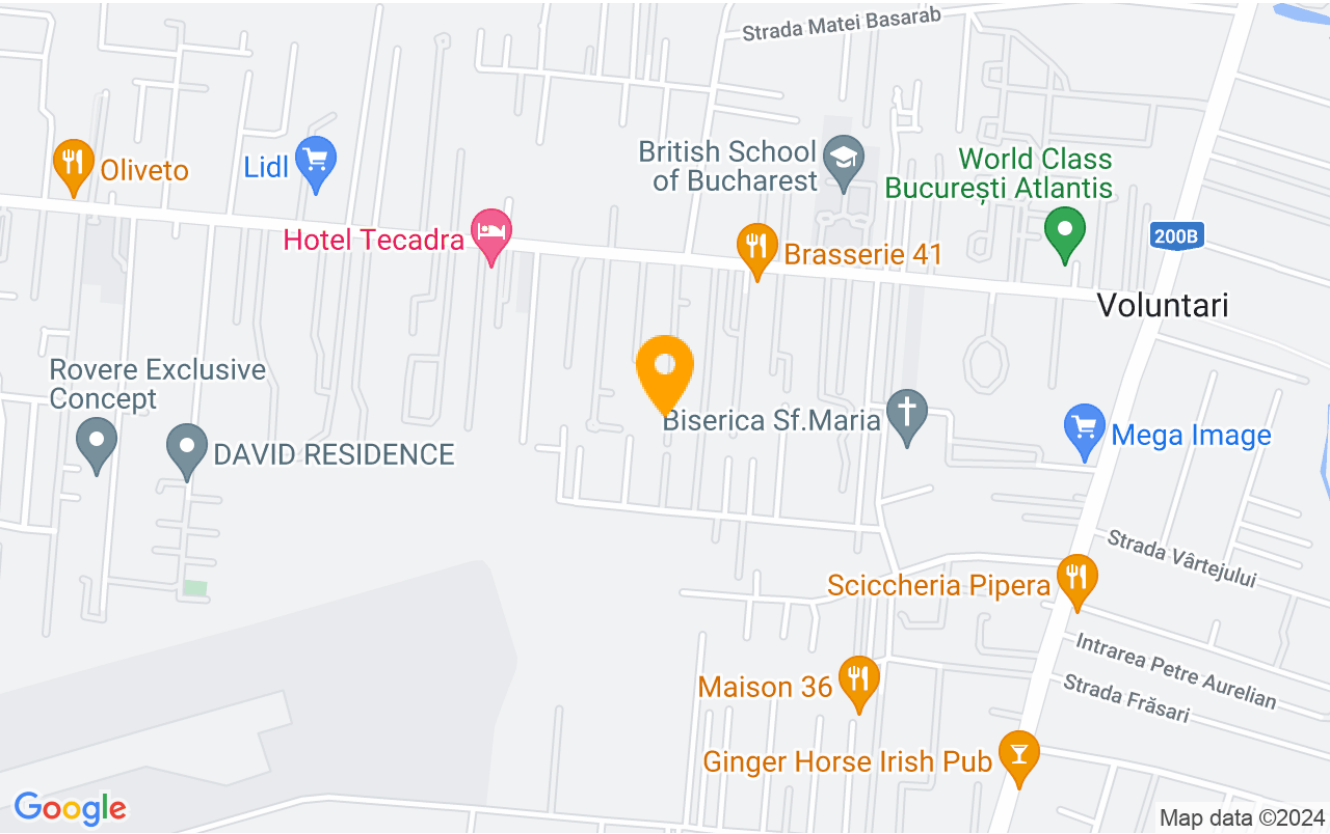 Strada Matei Basarab
Oliveto
Lidl
British School
of Bucharest
World Class
București Atlantis
200B
Hotel Tecadra
Brasserie 41
Voluntari
Rovere Exclusive
Concept
DAVID RESIDENCE
Biserica Sf.Maria
Mega Image
Strada Vârtejului
Sciccheria Pipera
Intrarea Petre Aurelian
Strada Frăsari
Maison 36
Ginger Horse Irish Pub
Google
Map data ©2024